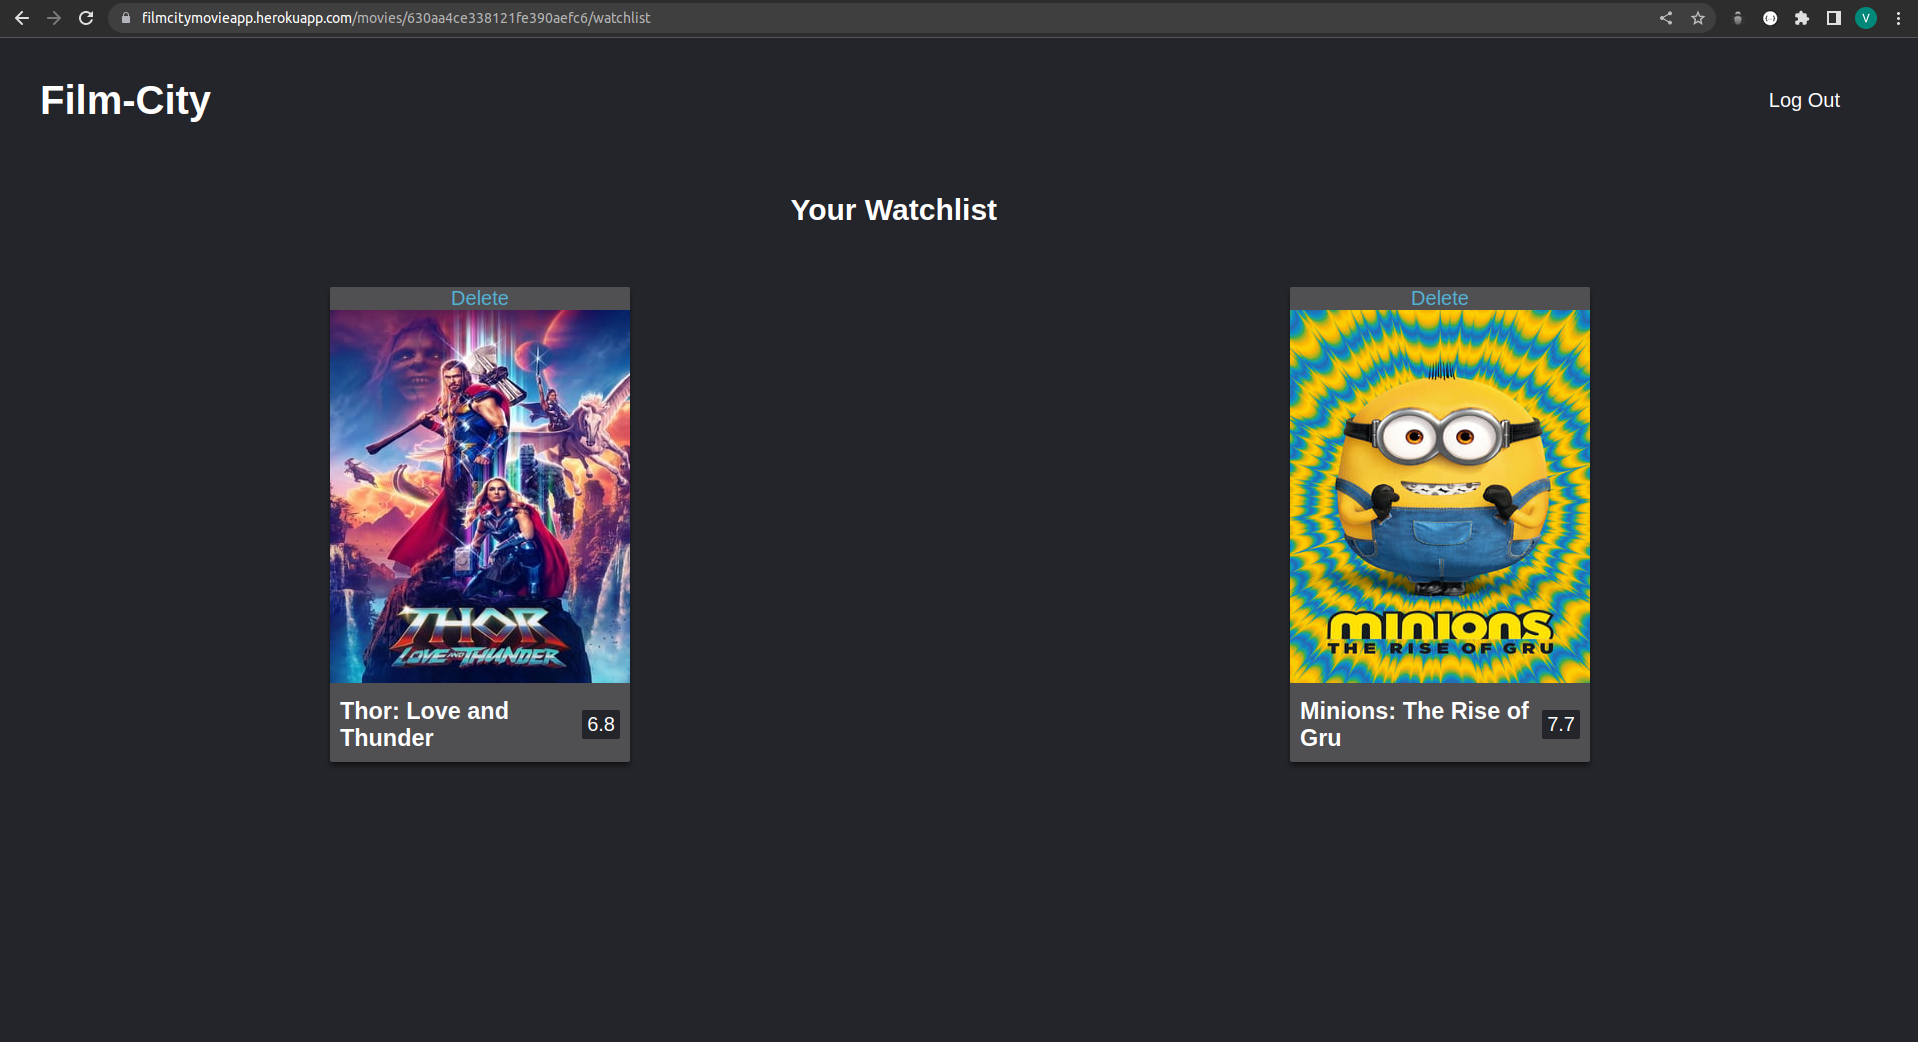 filmcitymovieapp.herokuapp.com/movies/630aa4ce338121fe390aefc6/watchlist
V
Film-City
Log Out
Your Watchlist
Delete
THOR
LOVE AND THUNDER
Thor: Love and
Thunder
6.8
Delete
minions
THE RISE OF GRU
Minions: The Rise of
Gru
7.7